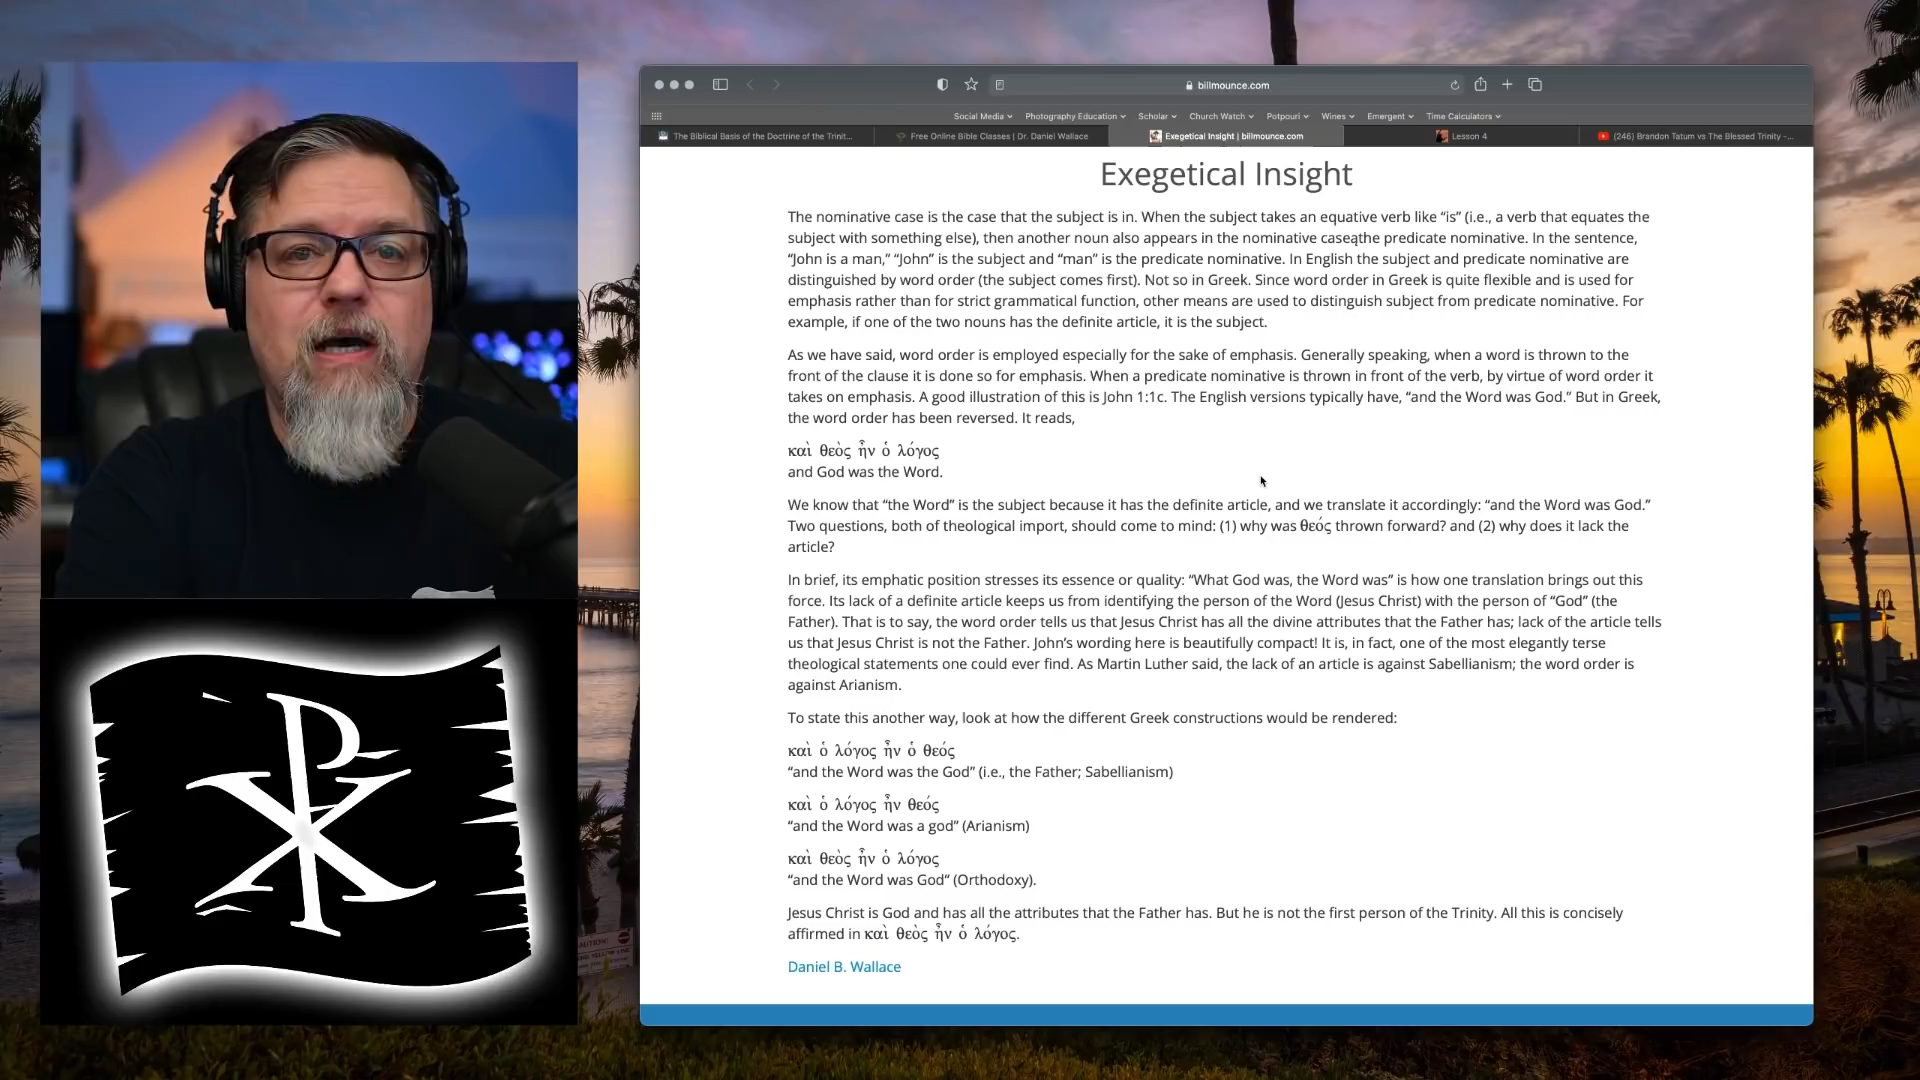 billmounce.com
Social Media
Photography Education
Scholar
Church Watch
Potpouri
Wines
Emergent
Time Calculators
The Biblical Basis of the Doctrine of the Trinit...
Free Online Bible Classes | Dr. Daniel Wallace
Exegetical Insight | billmounce.com
Lesson 4
(246) Brandon Tatum vs The Blessed Trinity -...
Exegetical Insight
The nominative case is the case that the subject is in. When the subject takes an equative verb like “is” (i.e., a verb that equates the
subject with something else), then another noun also appears in the nominative caseąthe predicate nominative. In the sentence,
“John is a man,” “John” is the subject and “man” is the predicate nominative. In English the subject and predicate nominative are
distinguished by word order (the subject comes first). Not so in Greek. Since word order in Greek is quite flexible and is used for
emphasis rather than for strict grammatical function, other means are used to distinguish subject from predicate nominative. For
example, if one of the two nouns has the definite article, it is the subject.
As we have said, word order is employed especially for the sake of emphasis. Generally speaking, when a word is thrown to the
front of the clause it is done so for emphasis. When a predicate nominative is thrown in front of the verb, by virtue of word order it
takes on emphasis. A good illustration of this is John 1:1c. The English versions typically have, “and the Word was God.” But in Greek,
the word order has been reversed. It reads,
καὶ θεὸς ἦν ὁ λόγος
and God was the Word.
We know that “the Word” is the subject because it has the definite article, and we translate it accordingly: “and the Word was God.”
Two questions, both of theological import, should come to mind: (1) why was θεός thrown forward? and (2) why does it lack the
article?
In brief, its emphatic position stresses its essence or quality: “What God was, the Word was” is how one translation brings out this
force. Its lack of a definite article keeps us from identifying the person of the Word (Jesus Christ) with the person of “God” (the
Father). That is to say, the word order tells us that Jesus Christ has all the divine attributes that the Father has; lack of the article tells
us that Jesus Christ is not the Father. John’s wording here is beautifully compact! It is, in fact, one of the most elegantly terse
theological statements one could ever find. As Martin Luther said, the lack of an article is against Sabellianism; the word order is
against Arianism.
To state this another way, look at how the different Greek constructions would be rendered:
καὶ ὁ λόγος ἦν ὁ θεός
“and the Word was the God” (i.e., the Father; Sabellianism)
καὶ ὁ λόγος ἦν θεός
“and the Word was a god” (Arianism)
καὶ θεὸς ἦν ὁ λόγος
“and the Word was God” (Orthodoxy).
Jesus Christ is God and has all the attributes that the Father has. But he is not the first person of the Trinity. All this is concisely
affirmed in καὶ θεὸς ἦν ὁ λόγος.
Daniel B. Wallace